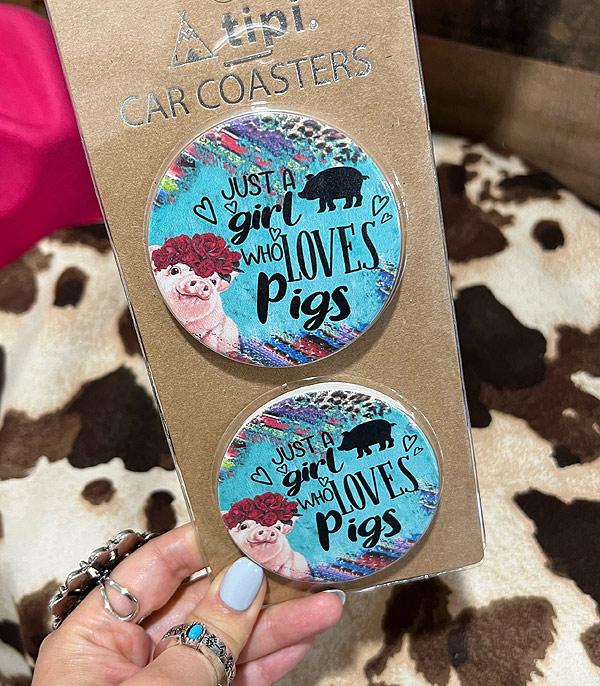 tipi.
CAR COASTERS
JUST A
girl
WHO LOVES
Pigs
JUST A
girl
WHO LOVES
Pigs